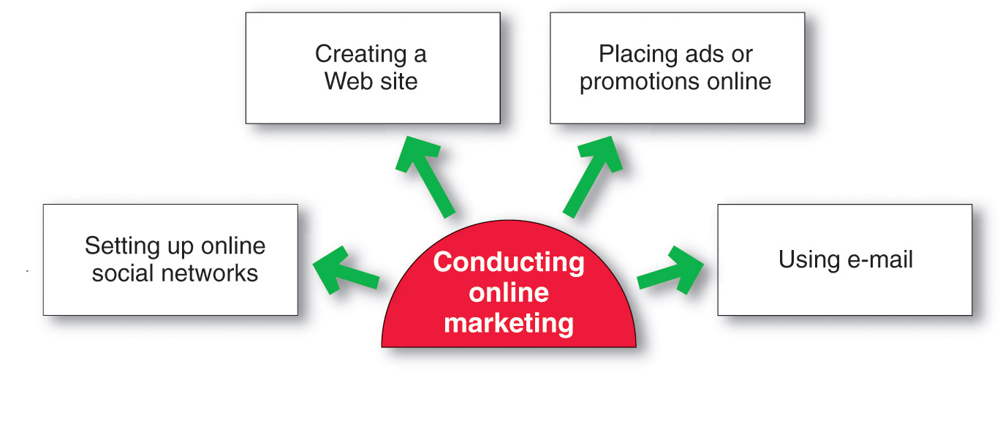 Creating a
Web site
Placing ads or
promotions online
Setting up online
social networks
Conducting
online
marketing
Using e-mail